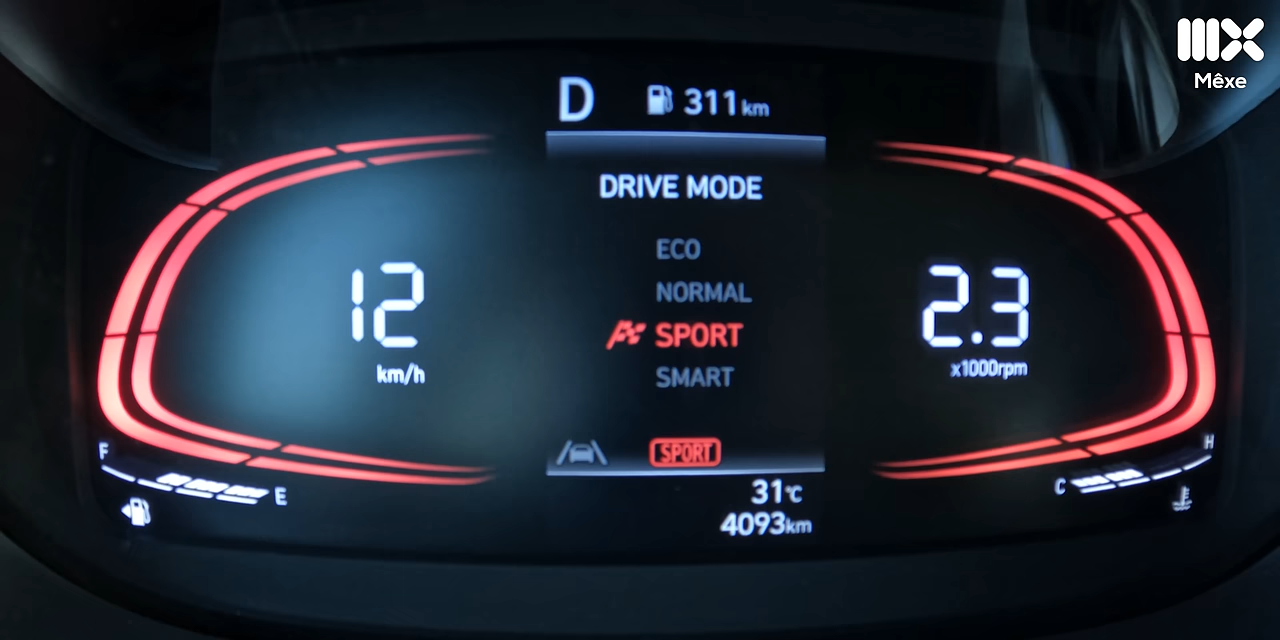 MX
Mêxe
D 311 km
DRIVE MODE
ECO
NORMAL
SPORT
SMART
12
km/h
2.3
x1000rpm
SPORT
F
E
C
H
31°C
4093km